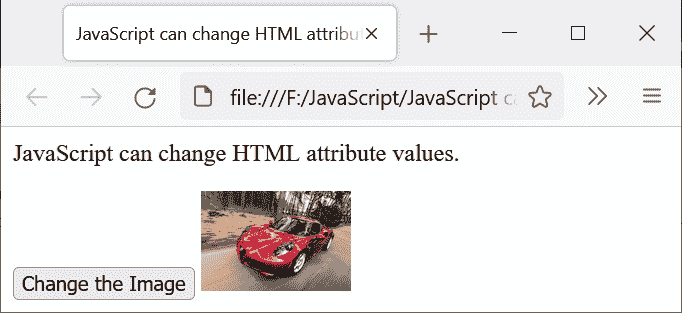 JavaScript can change HTML attribu
file:///F:/JavaScript/JavaScript
JavaScript can change HTML attribute values.
Change the Image